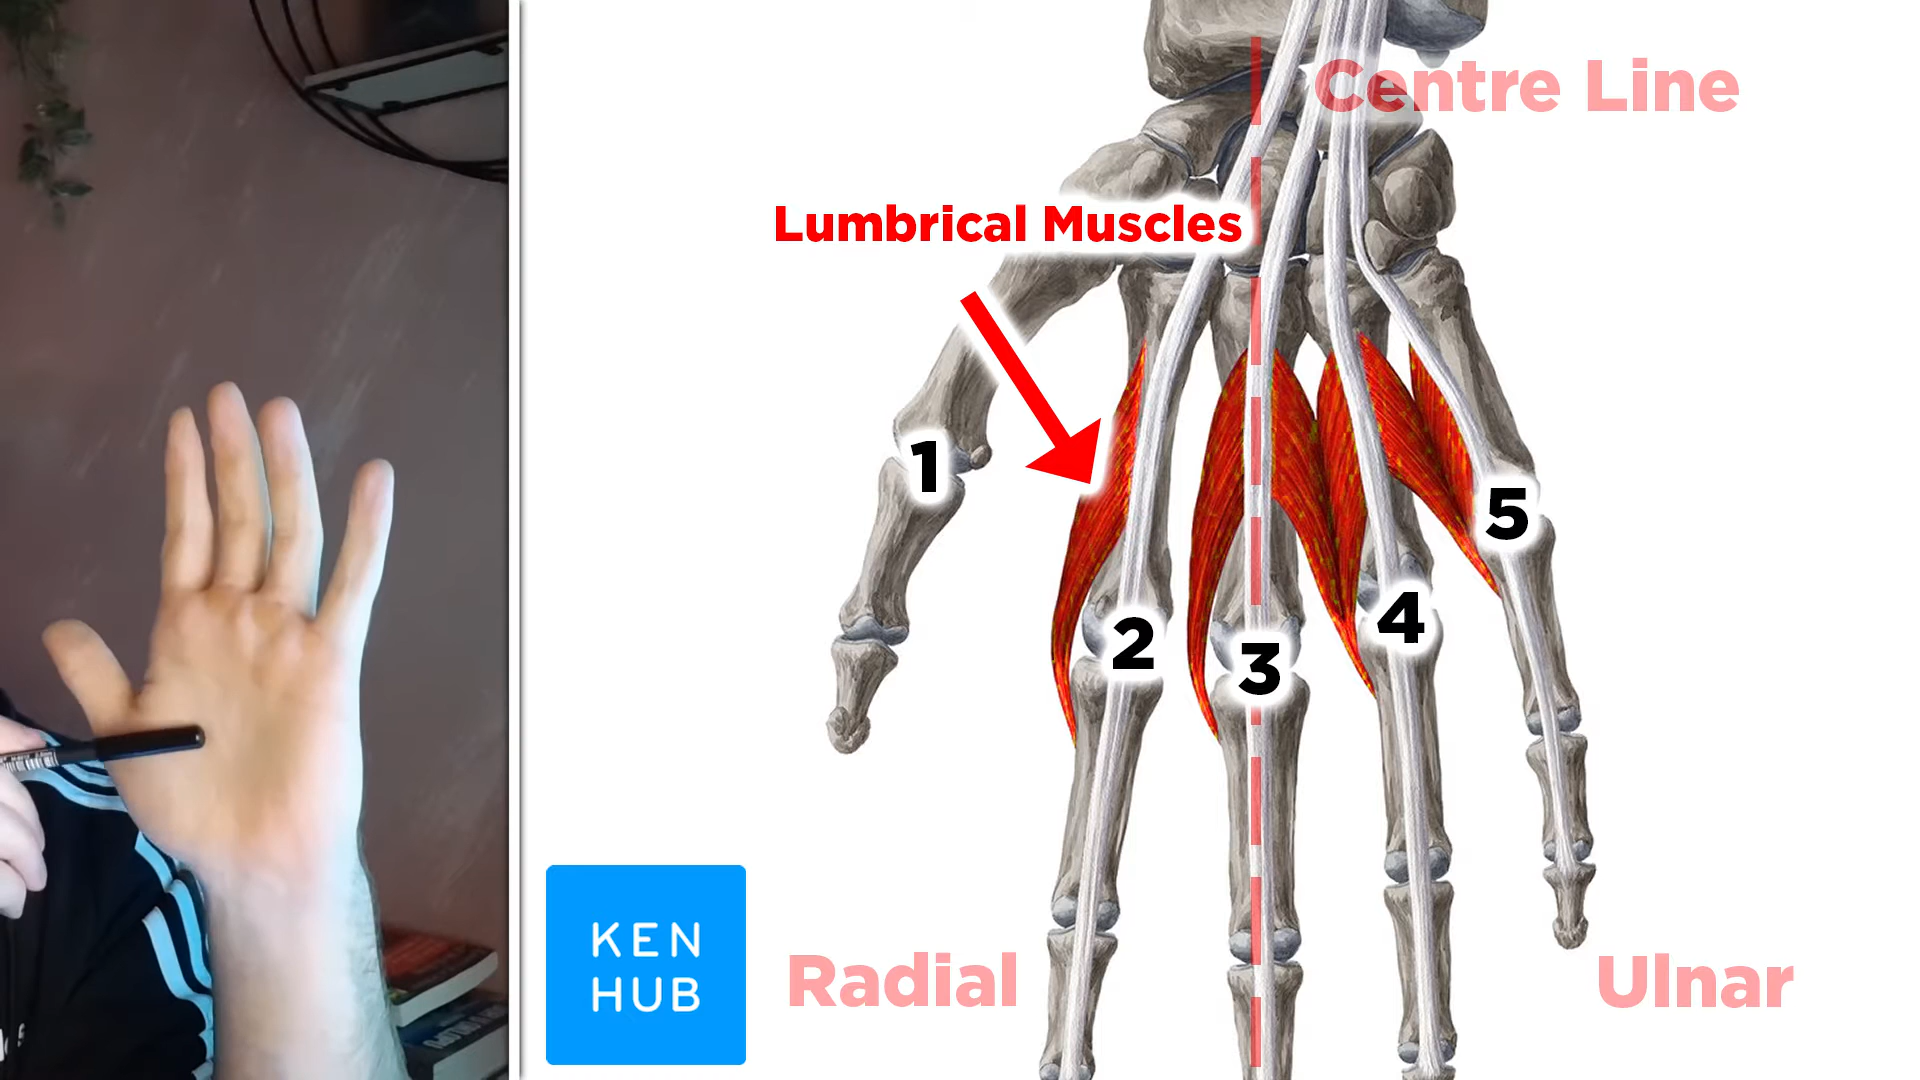 Centre Line
Lumbrical Muscles
1
2
3
4
5
KEN
HUB
Radial
Ulnar